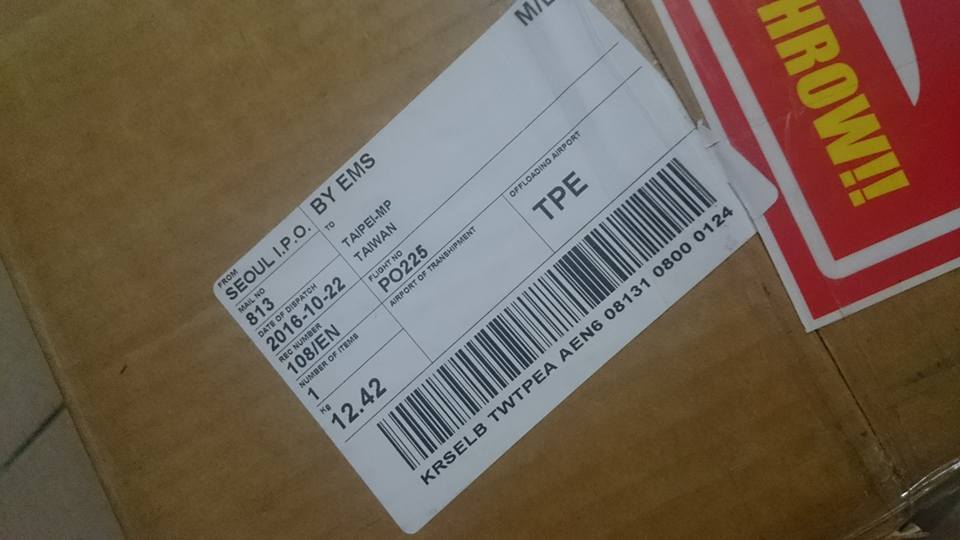 FROM
SEOUL I.P.O.
BY EMS
MAIL NO
813
TO
TAIPEI-MP
TAIWAN
DATE OF DISPATCH
2016-10-22
FLIGHT NO
PO225
REC NUMBER
108/EN
AIRPORT OF TRANSHIPMENT
OFFLOADING AIRPORT
TPE
NUMBER OF ITEMS
1
Kg
12.42
KRSELB TWTPEA AEN6 08131 0800 0124
HROW!!